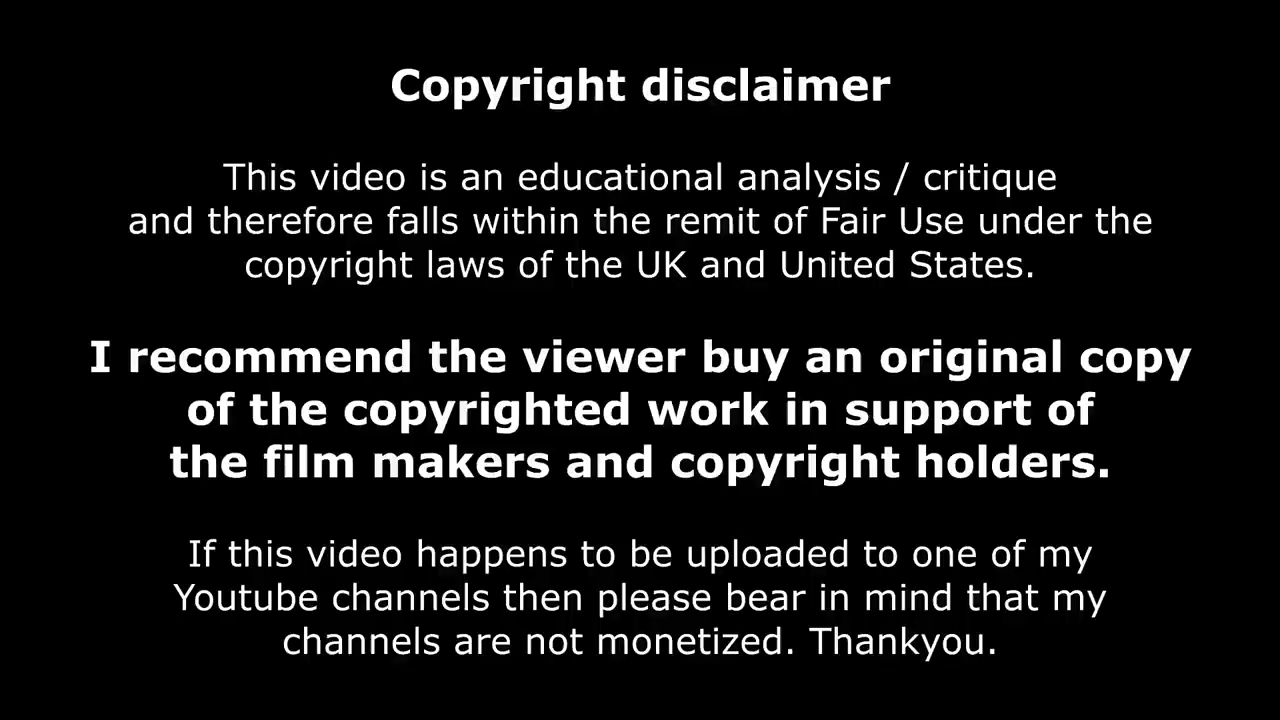 Copyright disclaimer
This video is an educational analysis / critique
and therefore falls within the remit of Fair Use under the
copyright laws of the UK and United States.
I recommend the viewer buy an original copy
of the copyrighted work in support of
the film makers and copyright holders.
If this video happens to be uploaded to one of my
Youtube channels then please bear in mind that my
channels are not monetized. Thankyou.